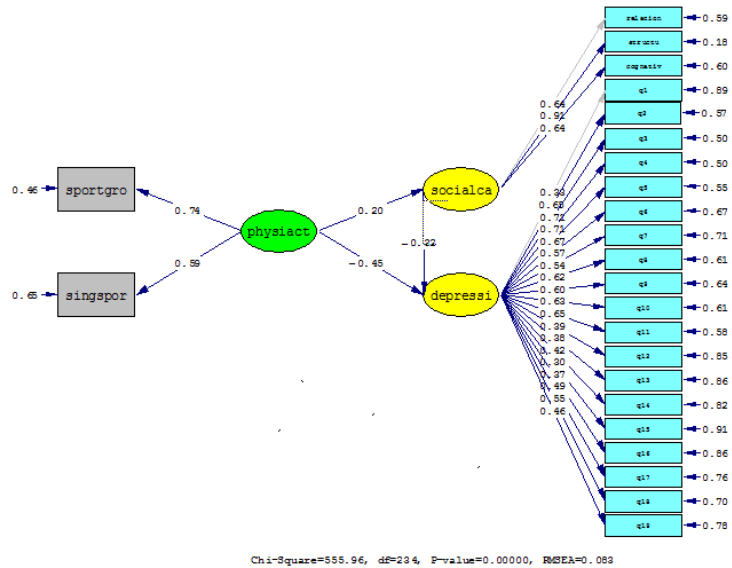 relation
0.59
structu
0.18
cognativ
0.60
q1
0.89
q2
0.57
q3
0.50
q4
0.50
q5
0.55
q6
0.67
q7
0.71
q8
0.61
q9
0.64
q10
0.61
q11
0.58
q12
0.85
q13
0.86
q14
0.82
q15
0.91
q16
0.86
q17
0.76
q18
0.70
q19
0.78
0.64
0.91
0.64
0.46
sportgro
0.74
physiact
0.20
socialca
0.59
-0.45
-0.22
0.65
singspor
depressi
0.33
0.65
0.72
0.71
0.67
0.57
0.54
0.62
0.60
0.63
0.65
0.39
0.38
0.42
0.30
0.37
0.49
0.55
0.46
Chi-Square=555.96, df=234, P-value=0.00000, RMSEA=0.083